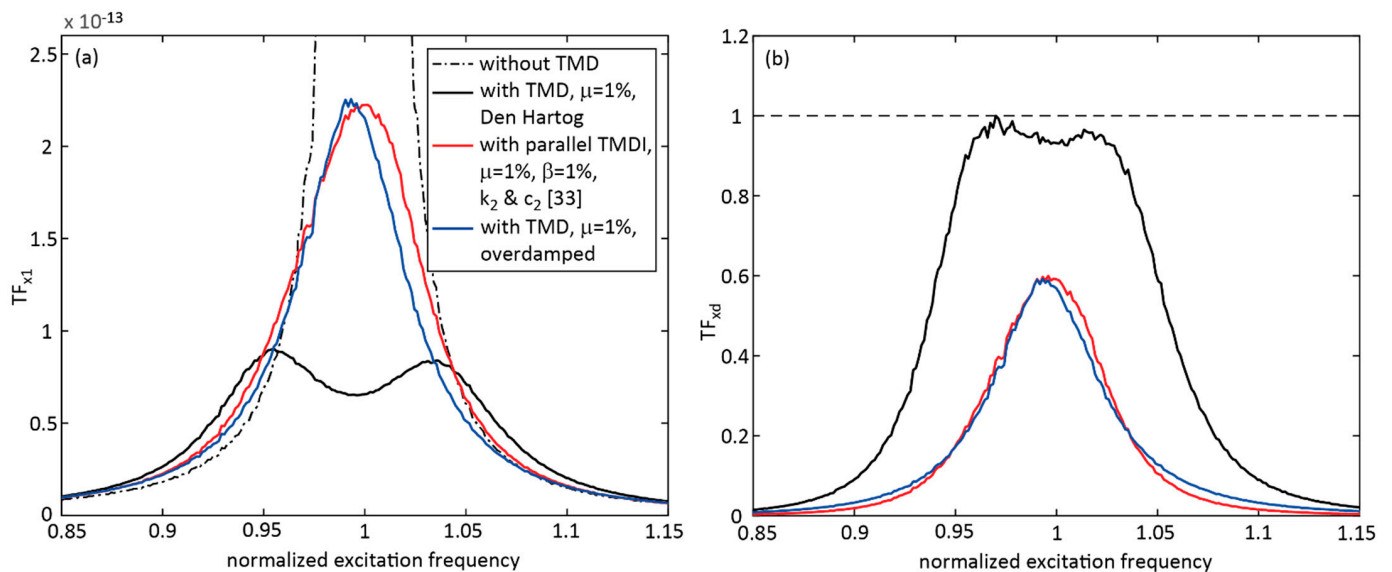 x 10⁻¹³
(a)
2.5
2
1.5
1
0.5
0
TFx1
0.85
0.9
0.95
1
1.05
1.1
1.15
normalized excitation frequency
without TMD
with TMD, μ=1%,
Den Hartog
with parallel TMDI,
μ=1%, β=1%,
k₂ & c₂ [33]
with TMD, μ=1%,
overdamped
(b)
1.2
1
0.8
0.6
0.4
0.2
0
TFxd
0.85
0.9
0.95
1
1.05
1.1
1.15
normalized excitation frequency